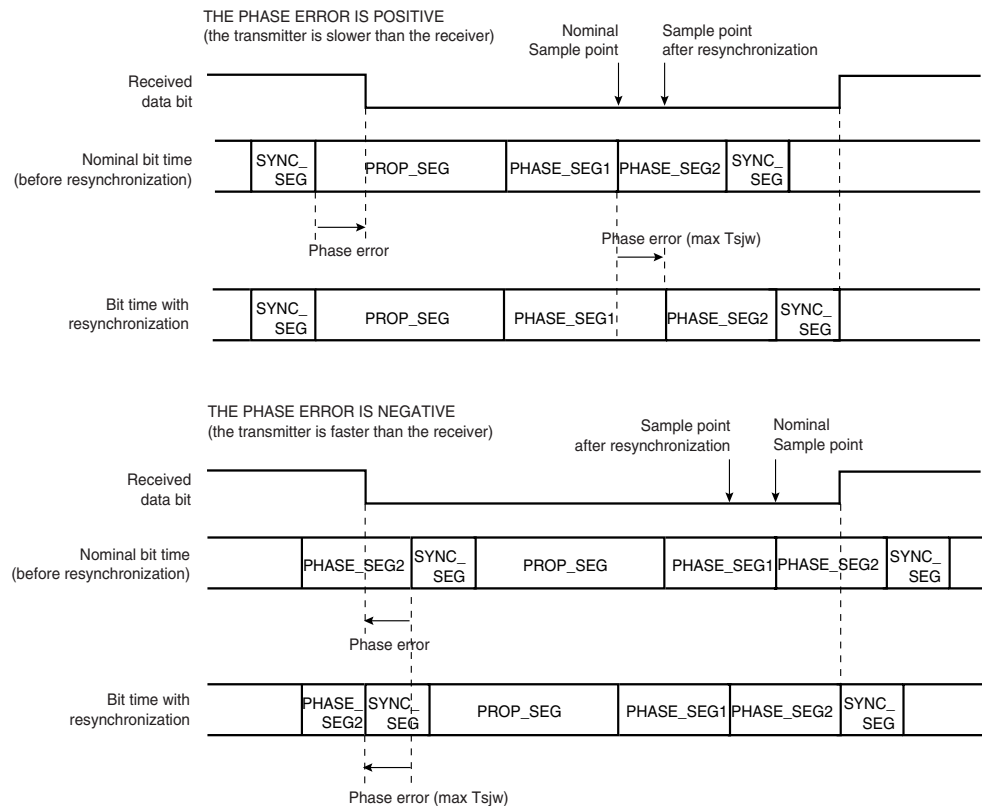 THE PHASE ERROR IS POSITIVE
(the transmitter is slower than the receiver)
Nominal
Sample point
Sample point
after resynchronization
Received
data bit
Nominal bit time
(before resynchronization)
SYNC_
SEG
PROP_SEG
PHASE_SEG1
PHASE_SEG2
SYNC_
SEG
Phase error
Phase error (max Tsjw)
Bit time with
resynchronization
SYNC_
SEG
PROP_SEG
PHASE_SEG1
PHASE_SEG2
SYNC_
SEG
THE PHASE ERROR IS NEGATIVE
(the transmitter is faster than the receiver)
Sample point
after resynchronization
Nominal
Sample point
Received
data bit
Nominal bit time
(before resynchronization)
PHASE_SEG2
SYNC_
SEG
PROP_SEG
PHASE_SEG1
PHASE_SEG2
SYNC_
SEG
Phase error
Bit time with
resynchronization
PHASE_
SEG2
SYNC_
SEG
PROP_SEG
PHASE_SEG1
PHASE_SEG2
SYNC_
SEG
Phase error (max Tsjw)